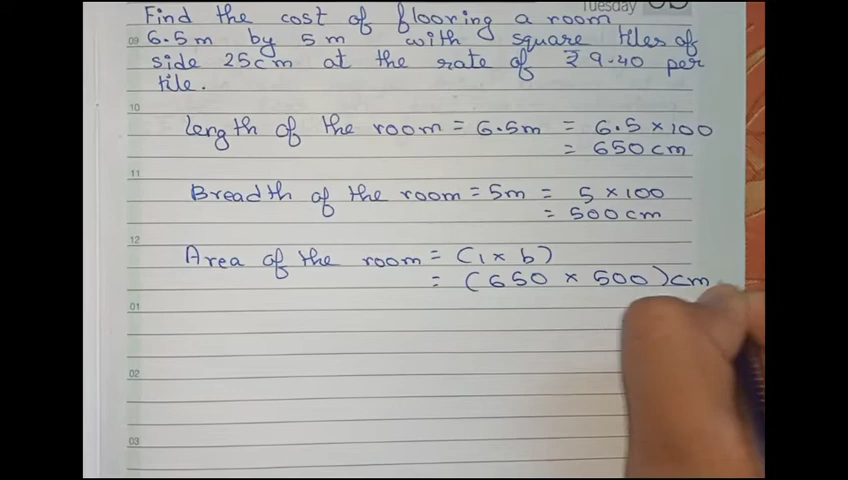 Tuesday
Find the cost of flooring a room
09 6.5m by 5m with square tiles of
side 25cm at the rate of ₹9.40 per
tile.
10
Length of the room = 6.5m = 6.5 × 100
= 650 cm
11
Breadth of the room = 5m = 5 × 100
= 500 cm
12
Area of the room = (l × b)
= (650 × 500) cm
01
02
03